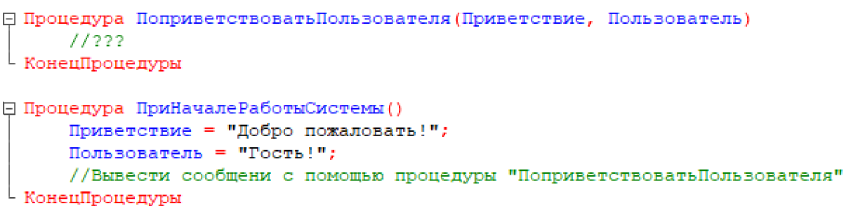 Процедура ПоприветствоватьПользователя(Приветствие, Пользователь)
//???
КонецПроцедуры
Процедура ПриНачалеРаботыСистемы()
Приветствие = "Добро пожаловать!";
Пользователь = "Гость!";
//Вывести сообщени с помощью процедуры "ПоприветствоватьПользователя"
КонецПроцедуры